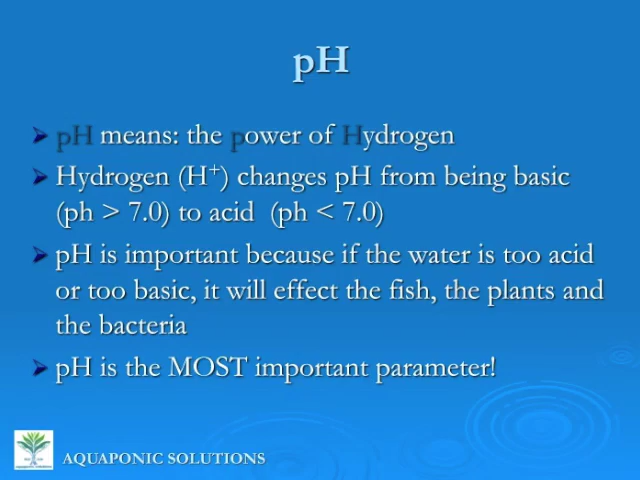 pH
pH means: the power of Hydrogen
Hydrogen (H+) changes pH from being basic
(ph > 7.0) to acid (ph < 7.0)
pH is important because if the water is too acid
or too basic, it will effect the fish, the plants and
the bacteria
pH is the MOST important parameter!
AQUAPONIC SOLUTIONS